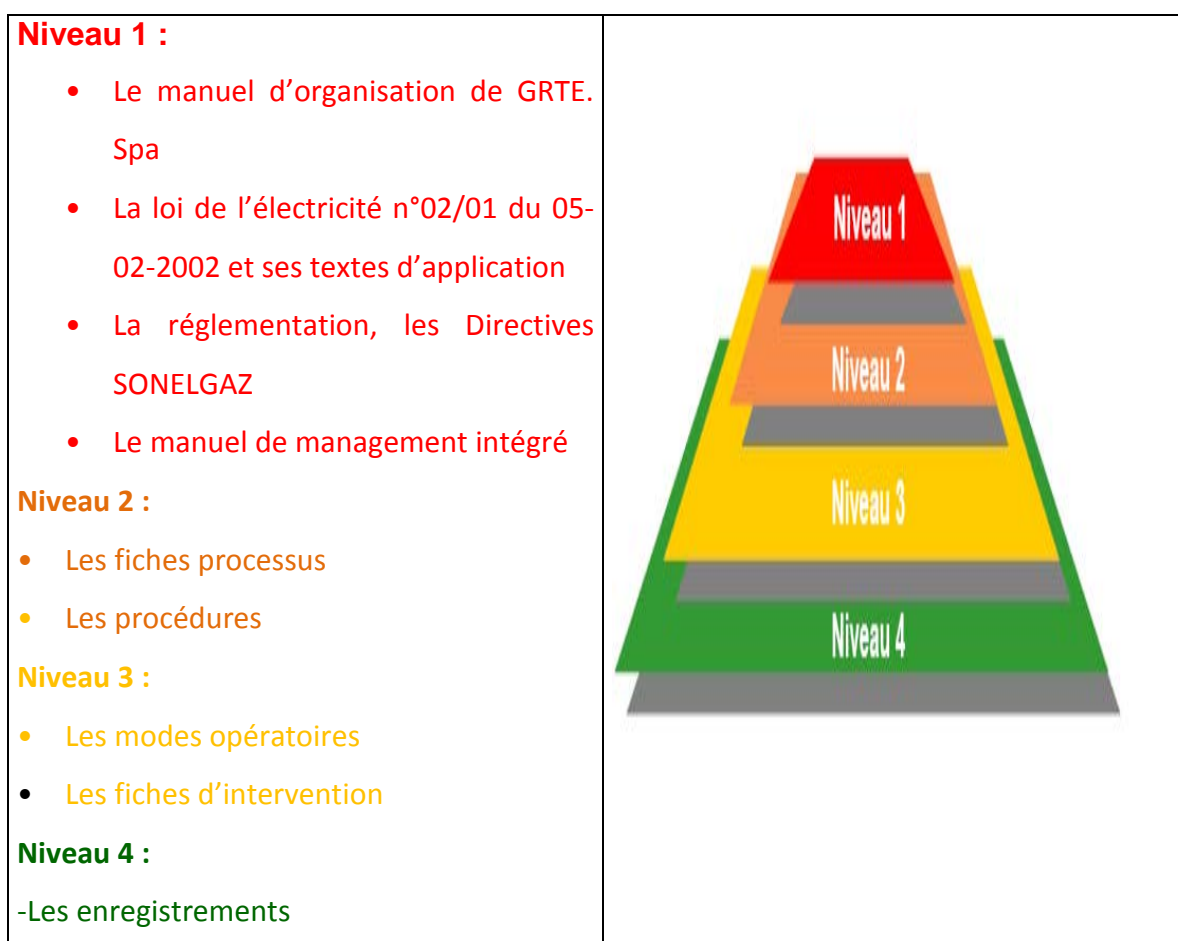 Niveau 1 :
• Le manuel d’organisation de GRTE.
Spa
• La loi de l’électricité n°02/01 du 05-
02-2002 et ses textes d’application
• La réglementation, les Directives
SONELGAZ
• Le manuel de management intégré
Niveau 2 :
• Les fiches processus
• Les procédures
Niveau 3 :
• Les modes opératoires
• Les fiches d’intervention
Niveau 4 :
-Les enregistrements
Niveau 1
Niveau 2
Niveau 3
Niveau 4